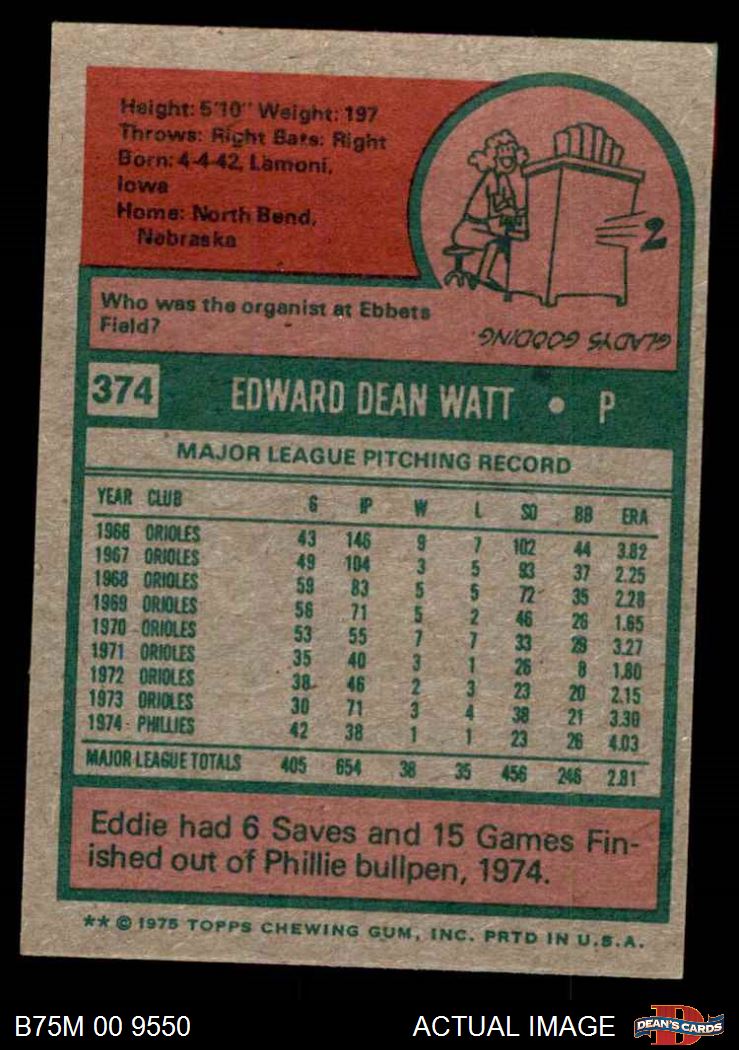 Height: 5'10" Weight: 197
Throws: Right Bats: Right
Born: 4-4-42, Lamoni,
Iowa
Home: North Bend,
Nebraska
2
Who was the organist at Ebbets
Field?
GLADYS GOODING
374 EDWARD DEAN WATT • P
MAJOR LEAGUE PITCHING RECORD
YEAR CLUB G IP W L SO BB ERA
1966 ORIOLES 43 146 9 7 102 44 3.82
1967 ORIOLES 49 104 3 5 93 37 2.25
1968 ORIOLES 59 83 5 5 72 35 2.28
1969 ORIOLES 56 71 5 2 46 26 1.65
1970 ORIOLES 53 55 7 7 33 29 3.27
1971 ORIOLES 35 40 3 1 26 8 1.80
1972 ORIOLES 38 46 2 3 23 20 2.15
1973 ORIOLES 30 71 3 4 38 21 3.30
1974 PHILLIES 42 38 1 1 23 26 4.03
MAJOR LEAGUE TOTALS 405 654 38 35 456 246 2.81
Eddie had 6 Saves and 15 Games Fin-
ished out of Phillie bullpen, 1974.
** © 1975 TOPPS CHEWING GUM, INC. PRTD IN U.S.A.
B75M 00 9550 ACTUAL IMAGE
D
DEAN'S CARDS